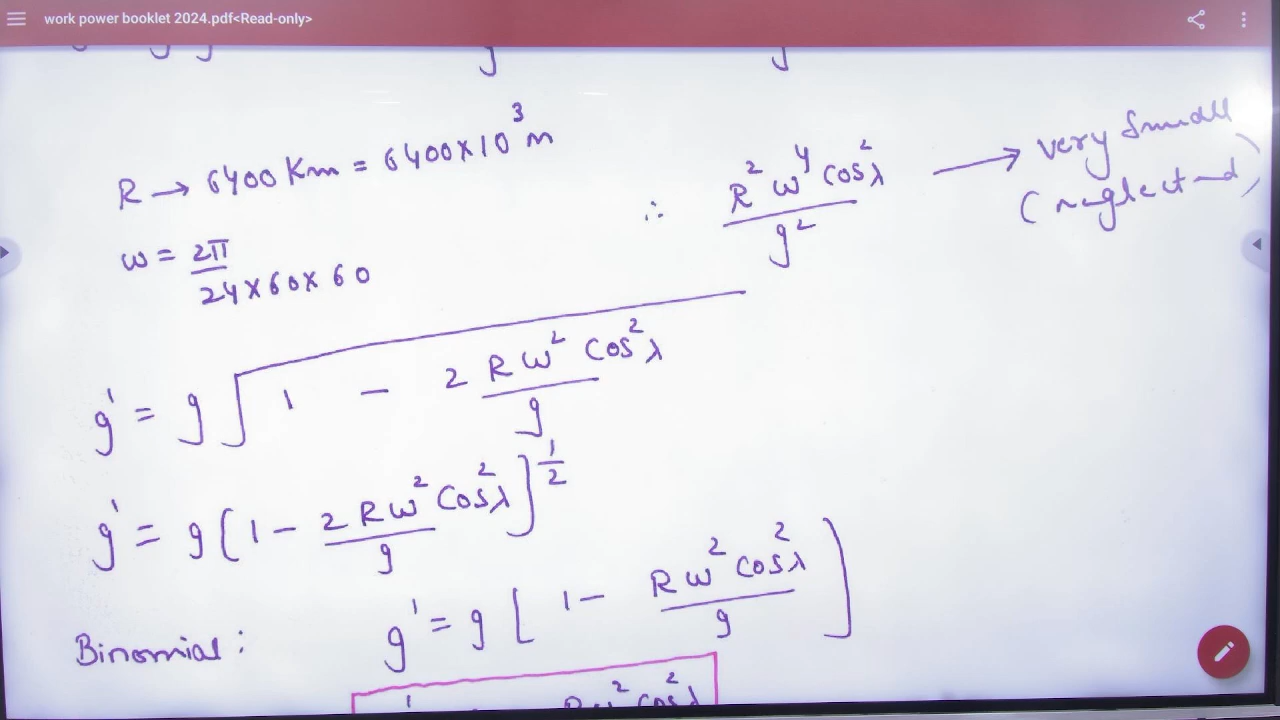 work power booklet 2024.pdf<Read-only>
R → 6400 Km = 6400×10³ m
∴ R²ω⁴cos²λ / g² → very small
(neglected)
ω = 2π / 24×60×60
g' = g √(1 - 2Rω²cos²λ / g)
g' = g [1 - 2Rω²cos²λ / g]^1/2
Binomial: g' = g [1 - Rω²cos²λ / g]